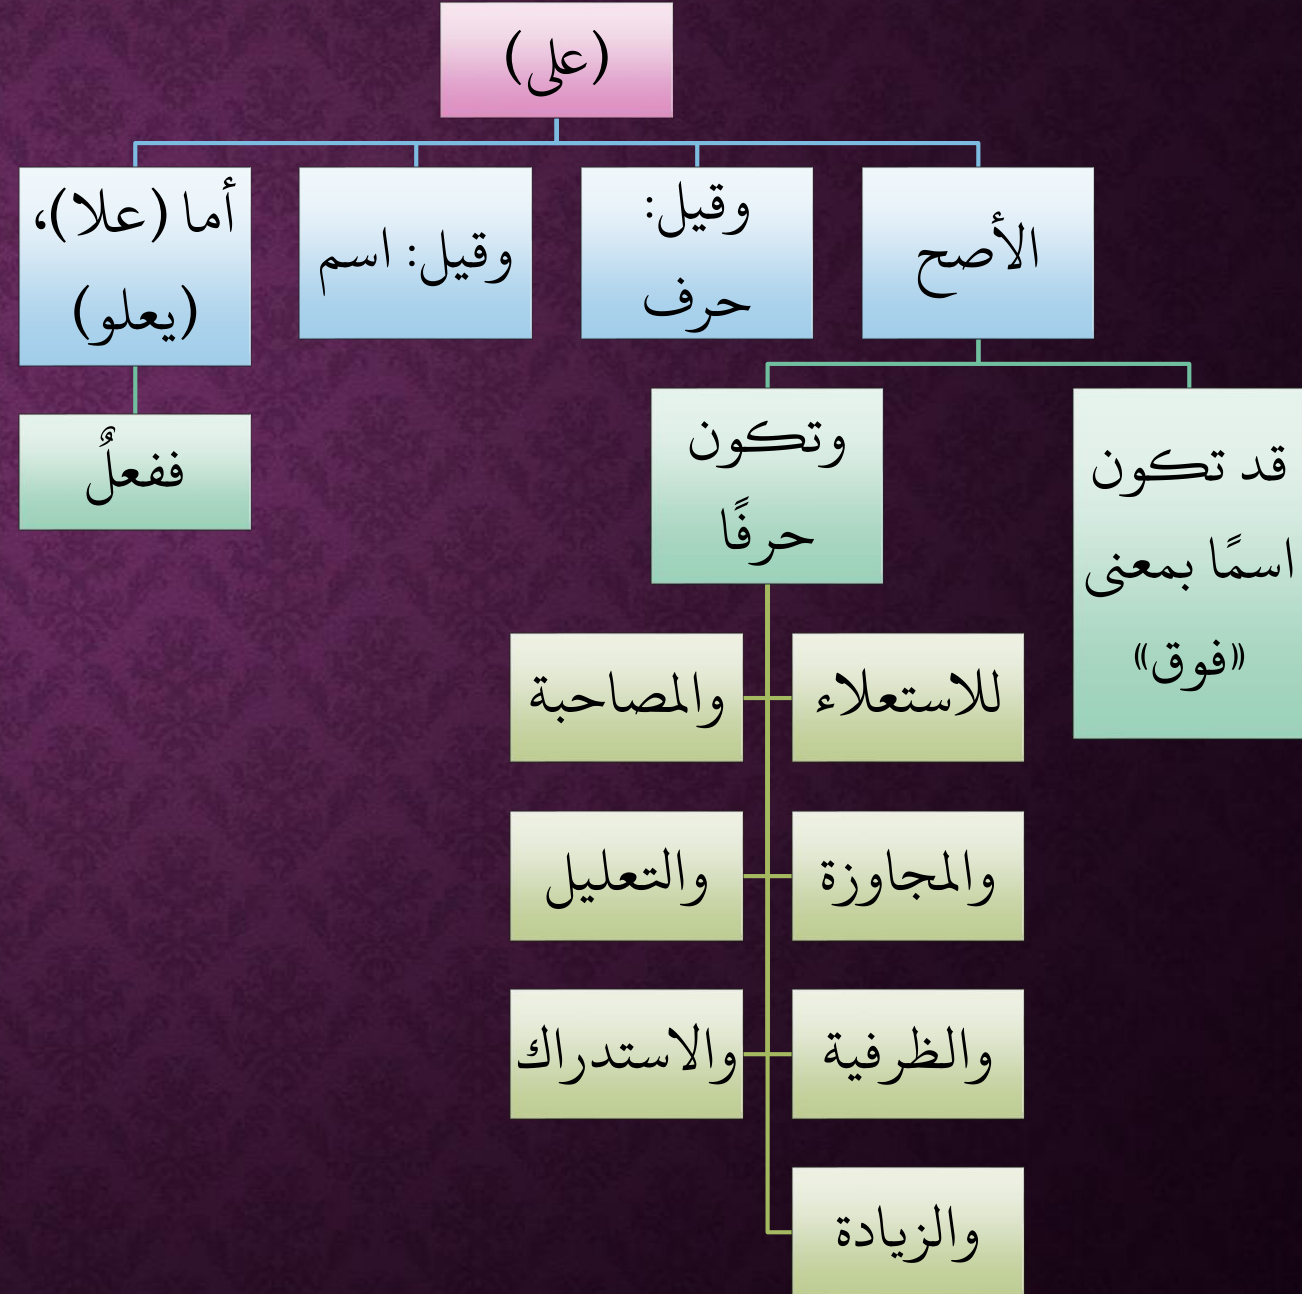 (على)
الأصح
وقيل:
حرف
وقيل: اسم
أما (علا)،
(يعلو)
قد تكون
اسمًا بمعنى
«فوق»
وتكون
حرفًا
ففعلٌ
للاستعلاء
والمصاحبة
والمجاوزة
والتعليل
والظرفية
والاستدراك
والزيادة